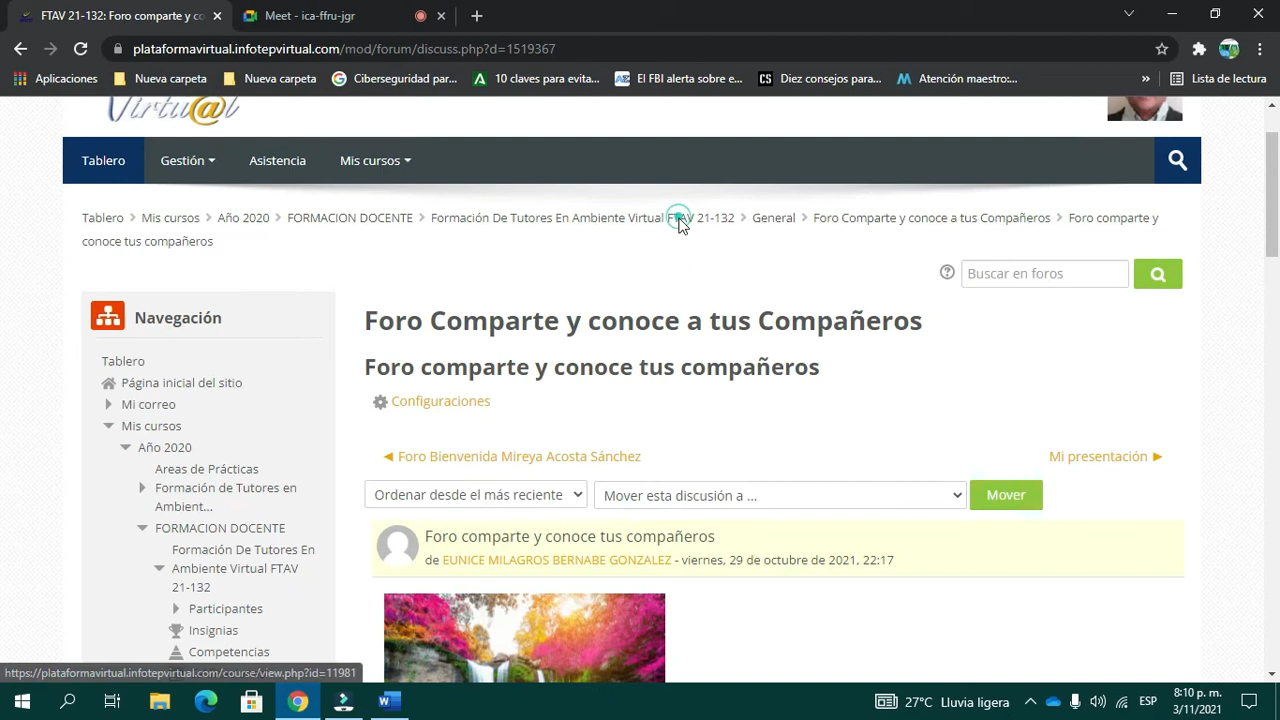 FTAV 21-132: Foro comparte y co
Meet - ica-ffru-jgr
plataformavirtual.infotepvirtual.com/mod/forum/discuss.php?d=1519367
Aplicaciones
Nueva carpeta
Nueva carpeta
Ciberseguridad par...
10 claves para evita...
El FBI alerta sobre e...
Diez consejos para...
Atención maestro:...
»
Lista de lectura
Virtu@l
Tablero
Gestión
Asistencia
Mis cursos
Tablero > Mis cursos > Año 2020 > FORMACION DOCENTE > Formación De Tutores En Ambiente Virtual FTAV 21-132 > General > Foro Comparte y conoce a tus Compañeros > Foro comparte y
conoce tus compañeros
Buscar en foros
Navegación
Foro Comparte y conoce a tus Compañeros
Foro comparte y conoce tus compañeros
Configuraciones
Tablero
Página inicial del sitio
Mi correo
Mis cursos
Año 2020
Areas de Prácticas
Formación de Tutores en
Ambient...
FORMACION DOCENTE
Formación De Tutores En
Ambiente Virtual FTAV
21-132
Participantes
Insignias
Competencias
◄ Foro Bienvenida Mireya Acosta Sánchez
Mi presentación ►
Ordenar desde el más reciente
Mover esta discusión a ...
Mover
Foro comparte y conoce tus compañeros
de EUNICE MILAGROS BERNABE GONZALEZ - viernes, 29 de octubre de 2021, 22:17
https://plataformavirtual.infotepvirtual.com/course/view.php?id=11981
27°C Lluvia ligera
ESP
8:10 p. m.
3/11/2021